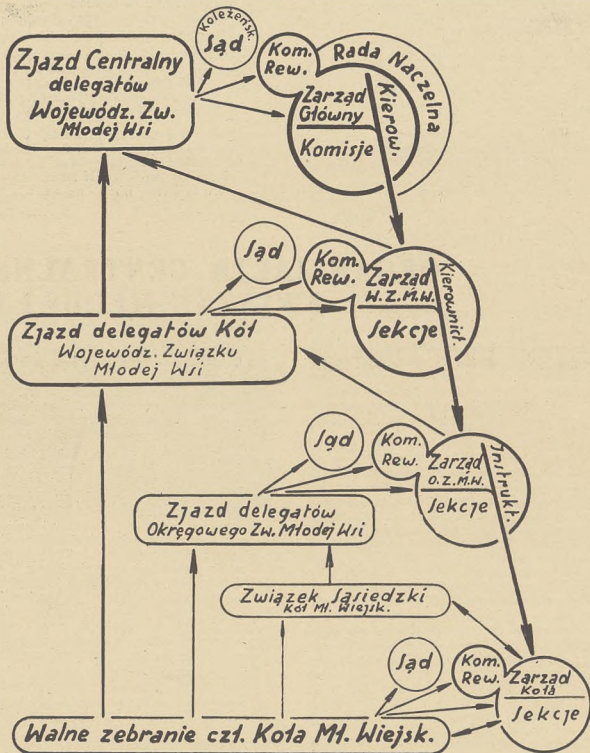 Koleżeńsk.
Sąd
Zjazd Centralny
delegatów
Wojewódz. Zw.
Młodej Wsi
Kom.
Rew.
Rada Naczelna
Zarząd
Główny
Kierow.
Komisje
Sąd
Kom.
Rew.
Zarząd
W.Z.M.W.
Kierownict.
Sekcje
Zjazd delegatów Kół
Wojewódz. Związku
Młodej Wsi
Sąd
Kom.
Rew.
Zarząd
O.Z.M.W.
Instrukt.
Sekcje
Zjazd delegatów
Okręgowego Zw. Młodej Wsi
Związek Sąsiedzki
Kół Mł. Wiejsk.
Sąd
Kom.
Rew.
Zarząd
Koła
Sekcje
Walne zebranie czł. Koła Mł. Wiejsk.